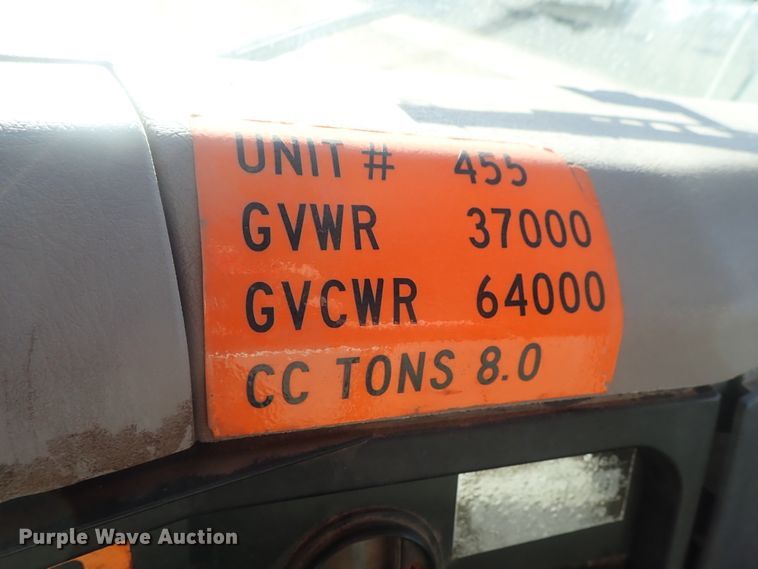 UNIT # 455
GVWR 37000
GVCWR 64000
CC TONS 8.0
Purple Wave Auction